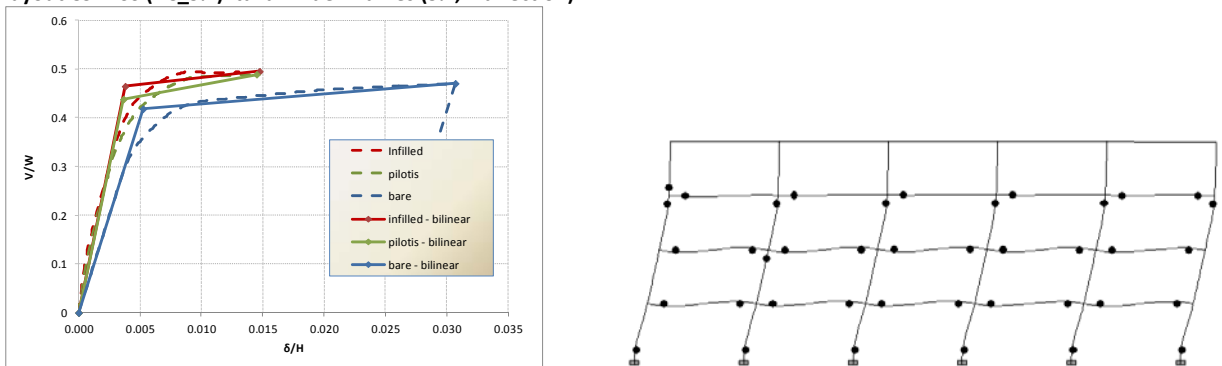 0.6
0.5
0.4
0.3
0.2
0.1
0
V/W
Infilled
pilotis
bare
infilled - bilinear
pilotis - bilinear
bare - bilinear
0.000 0.005 0.010 0.015 0.020 0.025 0.030 0.035
δ/H